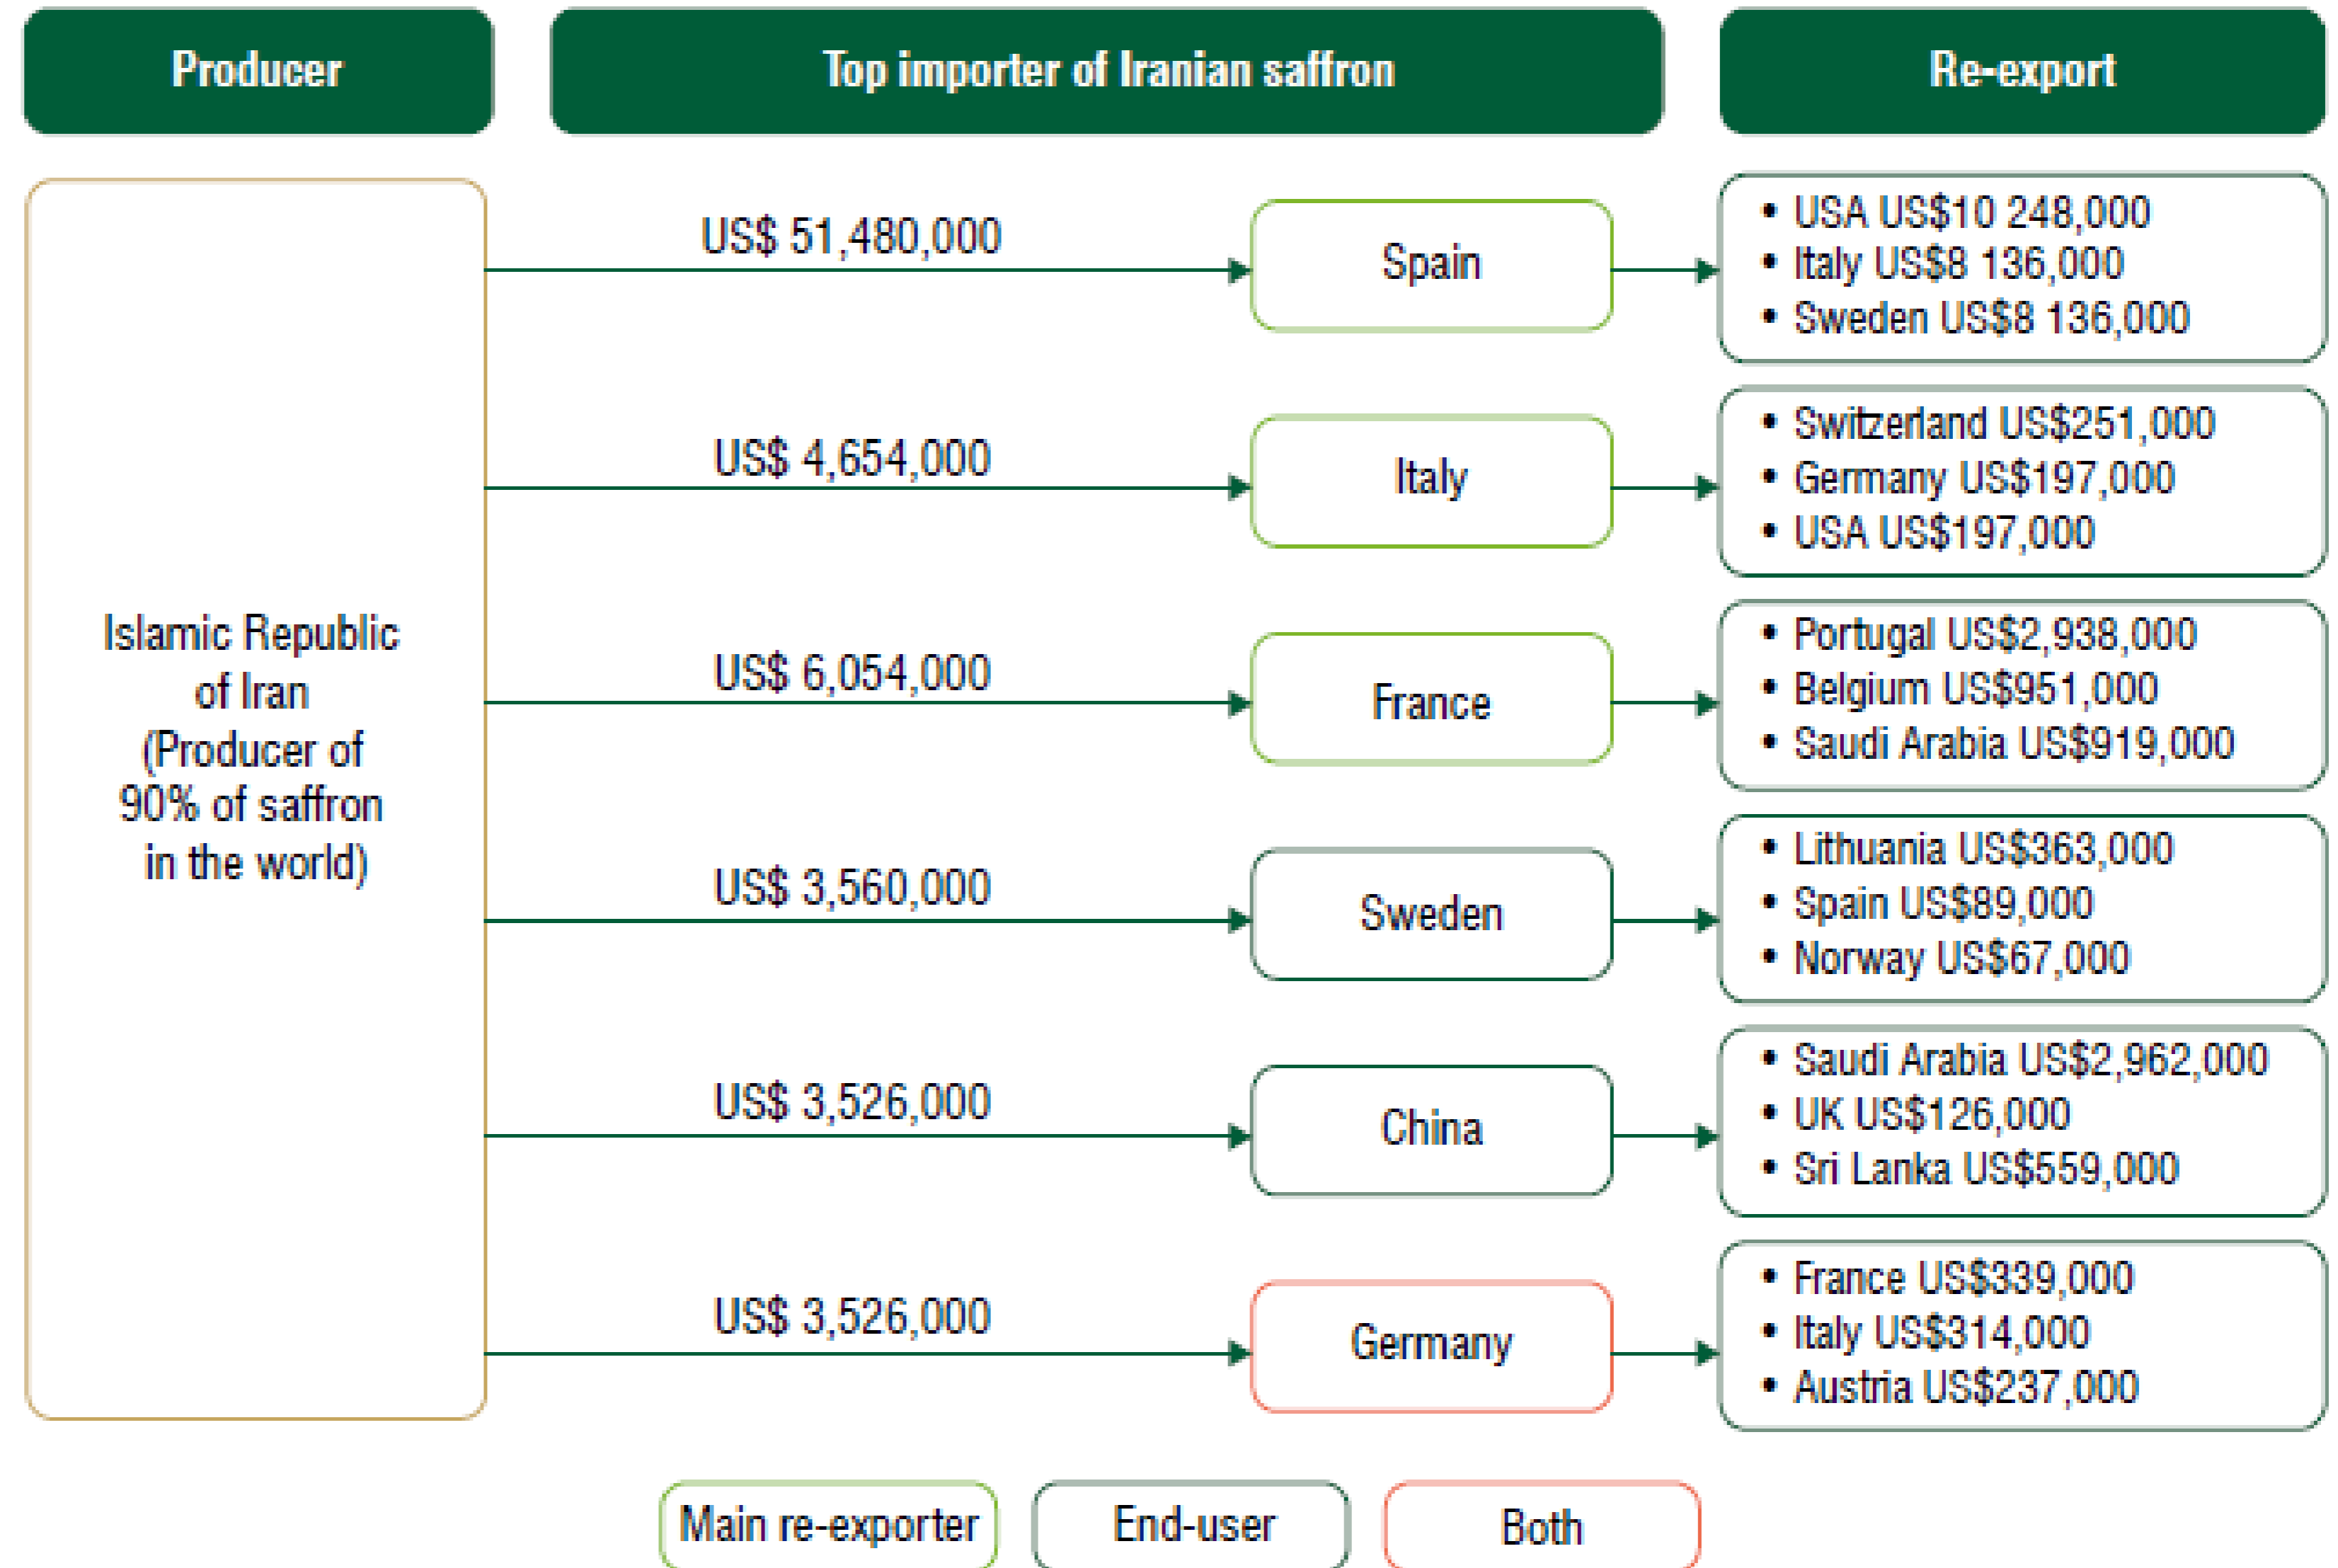 Producer
Top importer of Iranian saffron
Re-export
Islamic Republic
of Iran
(Producer of
90% of saffron
in the world)
US$ 51,480,000
Spain
• USA US$10 248,000
• Italy US$8 136,000
• Sweden US$8 136,000
US$ 4,654,000
Italy
• Switzerland US$251,000
• Germany US$197,000
• USA US$197,000
US$ 6,054,000
France
• Portugal US$2,938,000
• Belgium US$951,000
• Saudi Arabia US$919,000
US$ 3,560,000
Sweden
• Lithuania US$363,000
• Spain US$89,000
• Norway US$67,000
US$ 3,526,000
China
• Saudi Arabia US$2,962,000
• UK US$126,000
• Sri Lanka US$559,000
US$ 3,526,000
Germany
• France US$339,000
• Italy US$314,000
• Austria US$237,000
Main re-exporter
End-user
Both